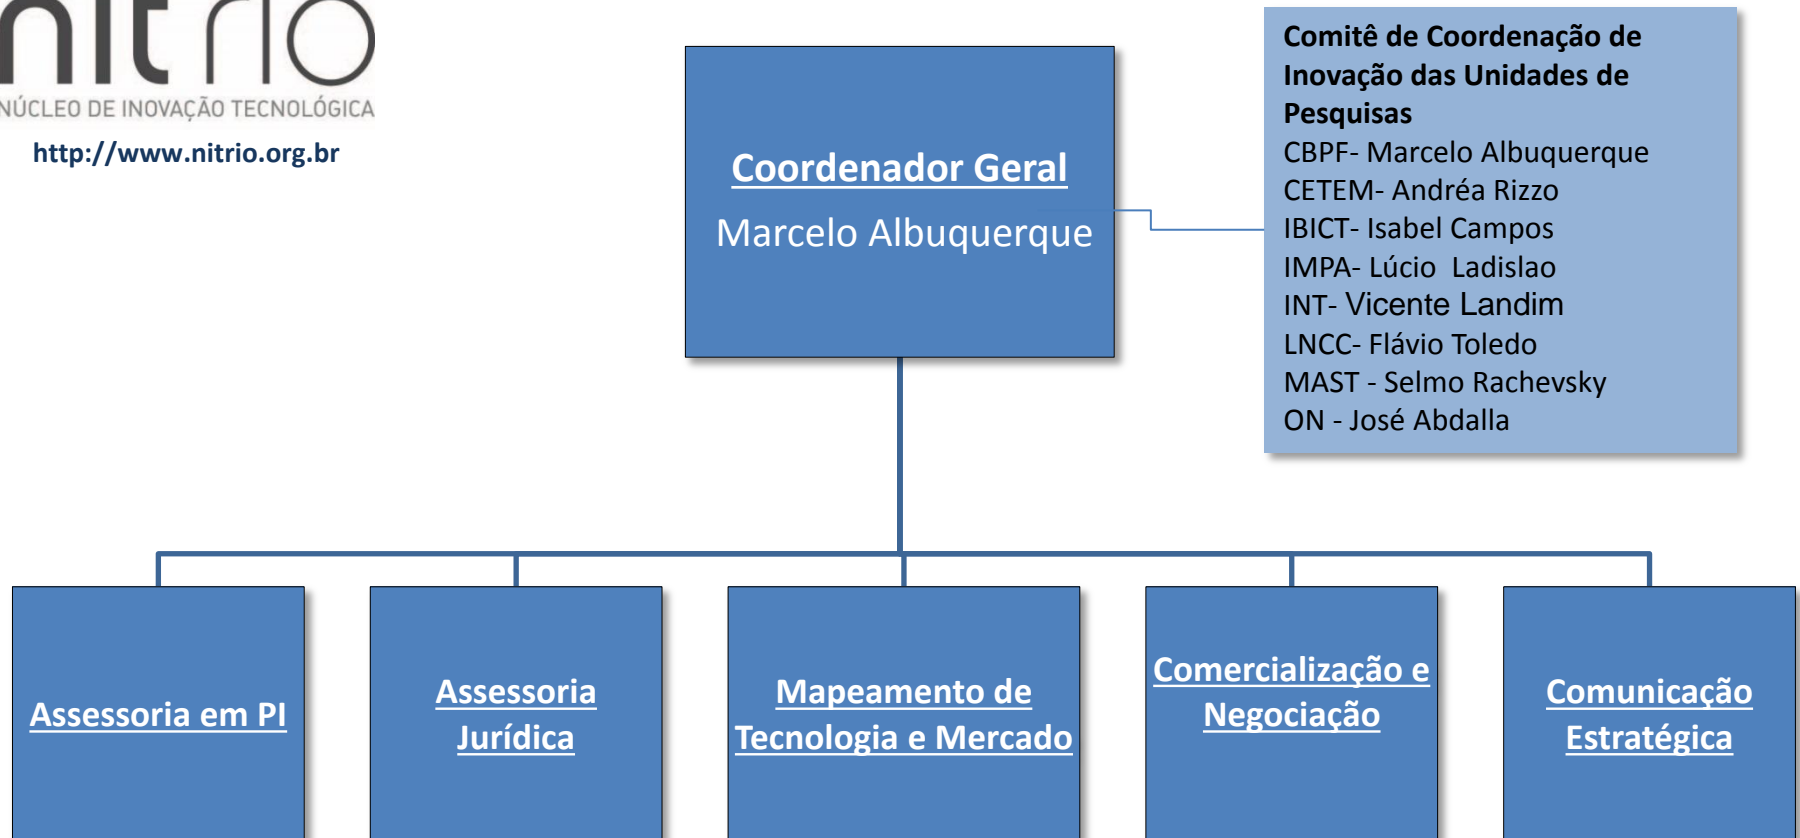 nit rio
NÚCLEO DE INOVAÇÃO TECNOLÓGICA
http://www.nitrio.org.br
Coordenador Geral
Marcelo Albuquerque
Comitê de Coordenação de
Inovação das Unidades de
Pesquisas
CBPF- Marcelo Albuquerque
CETEM- Andréa Rizzo
IBICT- Isabel Campos
IMPA- Lúcio  Ladislao
INT- Vicente Landim
LNCC- Flávio Toledo
MAST - Selmo Rachevsky
ON - José Abdalla
Assessoria em PI
Assessoria
Jurídica
Mapeamento de
Tecnologia e Mercado
Comercialização e
Negociação
Comunicação
Estratégica